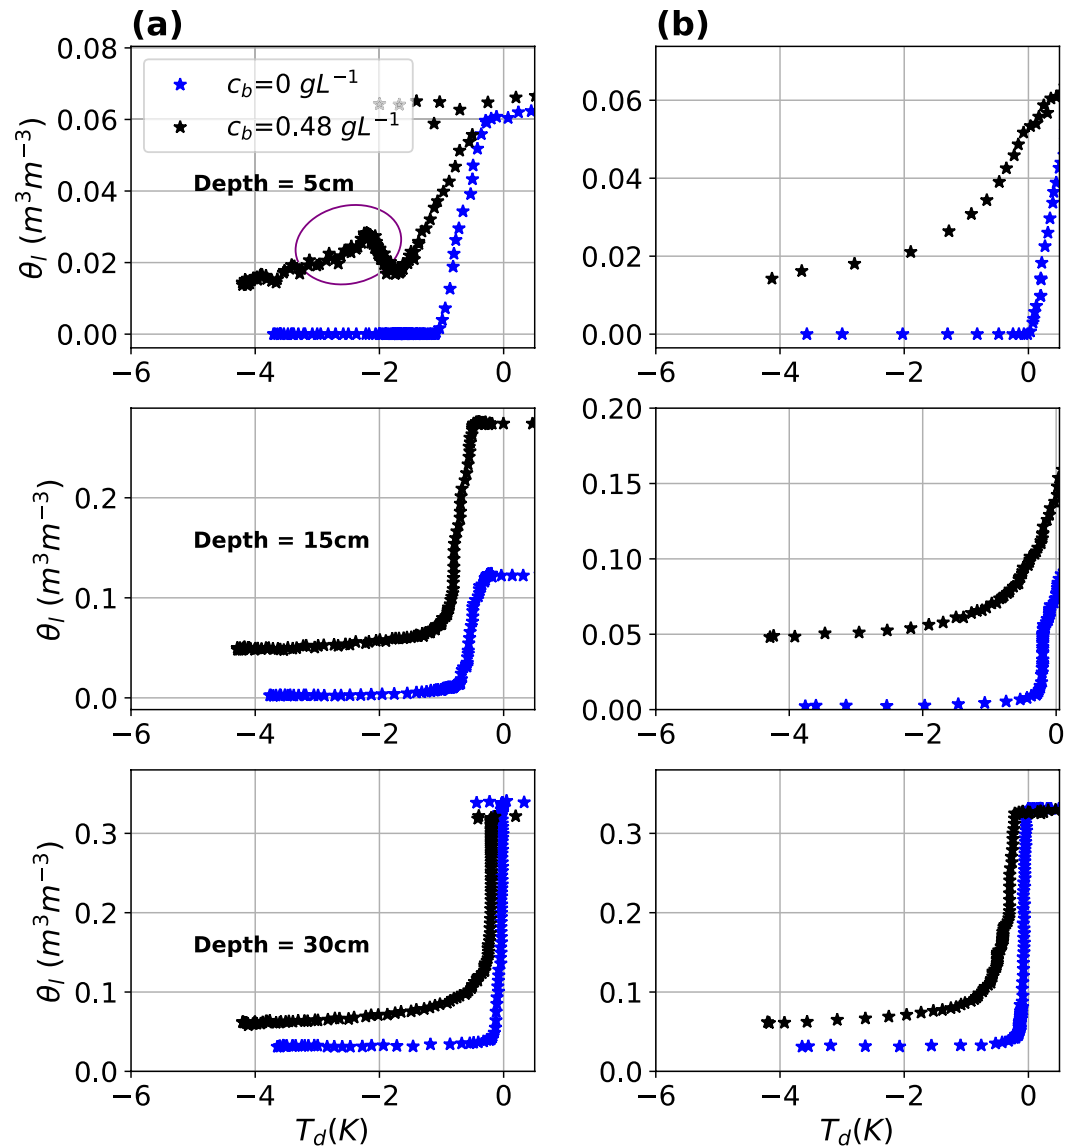 (a) (b)
0.08
0.06
0.04
0.02
0.00
θ_l (m³m⁻³)
c_b=0 gL⁻¹
c_b=0.48 gL⁻¹
Depth = 5cm
−6 −4 −2 0
0.06
0.04
0.02
0.00
−6 −4 −2 0
0.2
0.1
0.0
θ_l (m³m⁻³)
Depth = 15cm
−6 −4 −2 0
0.20
0.15
0.10
0.05
0.00
−6 −4 −2 0
0.3
0.2
0.1
0.0
θ_l (m³m⁻³)
Depth = 30cm
−6 −4 −2 0
T_d(K)
0.3
0.2
0.1
0.0
−6 −4 −2 0
T_d(K)